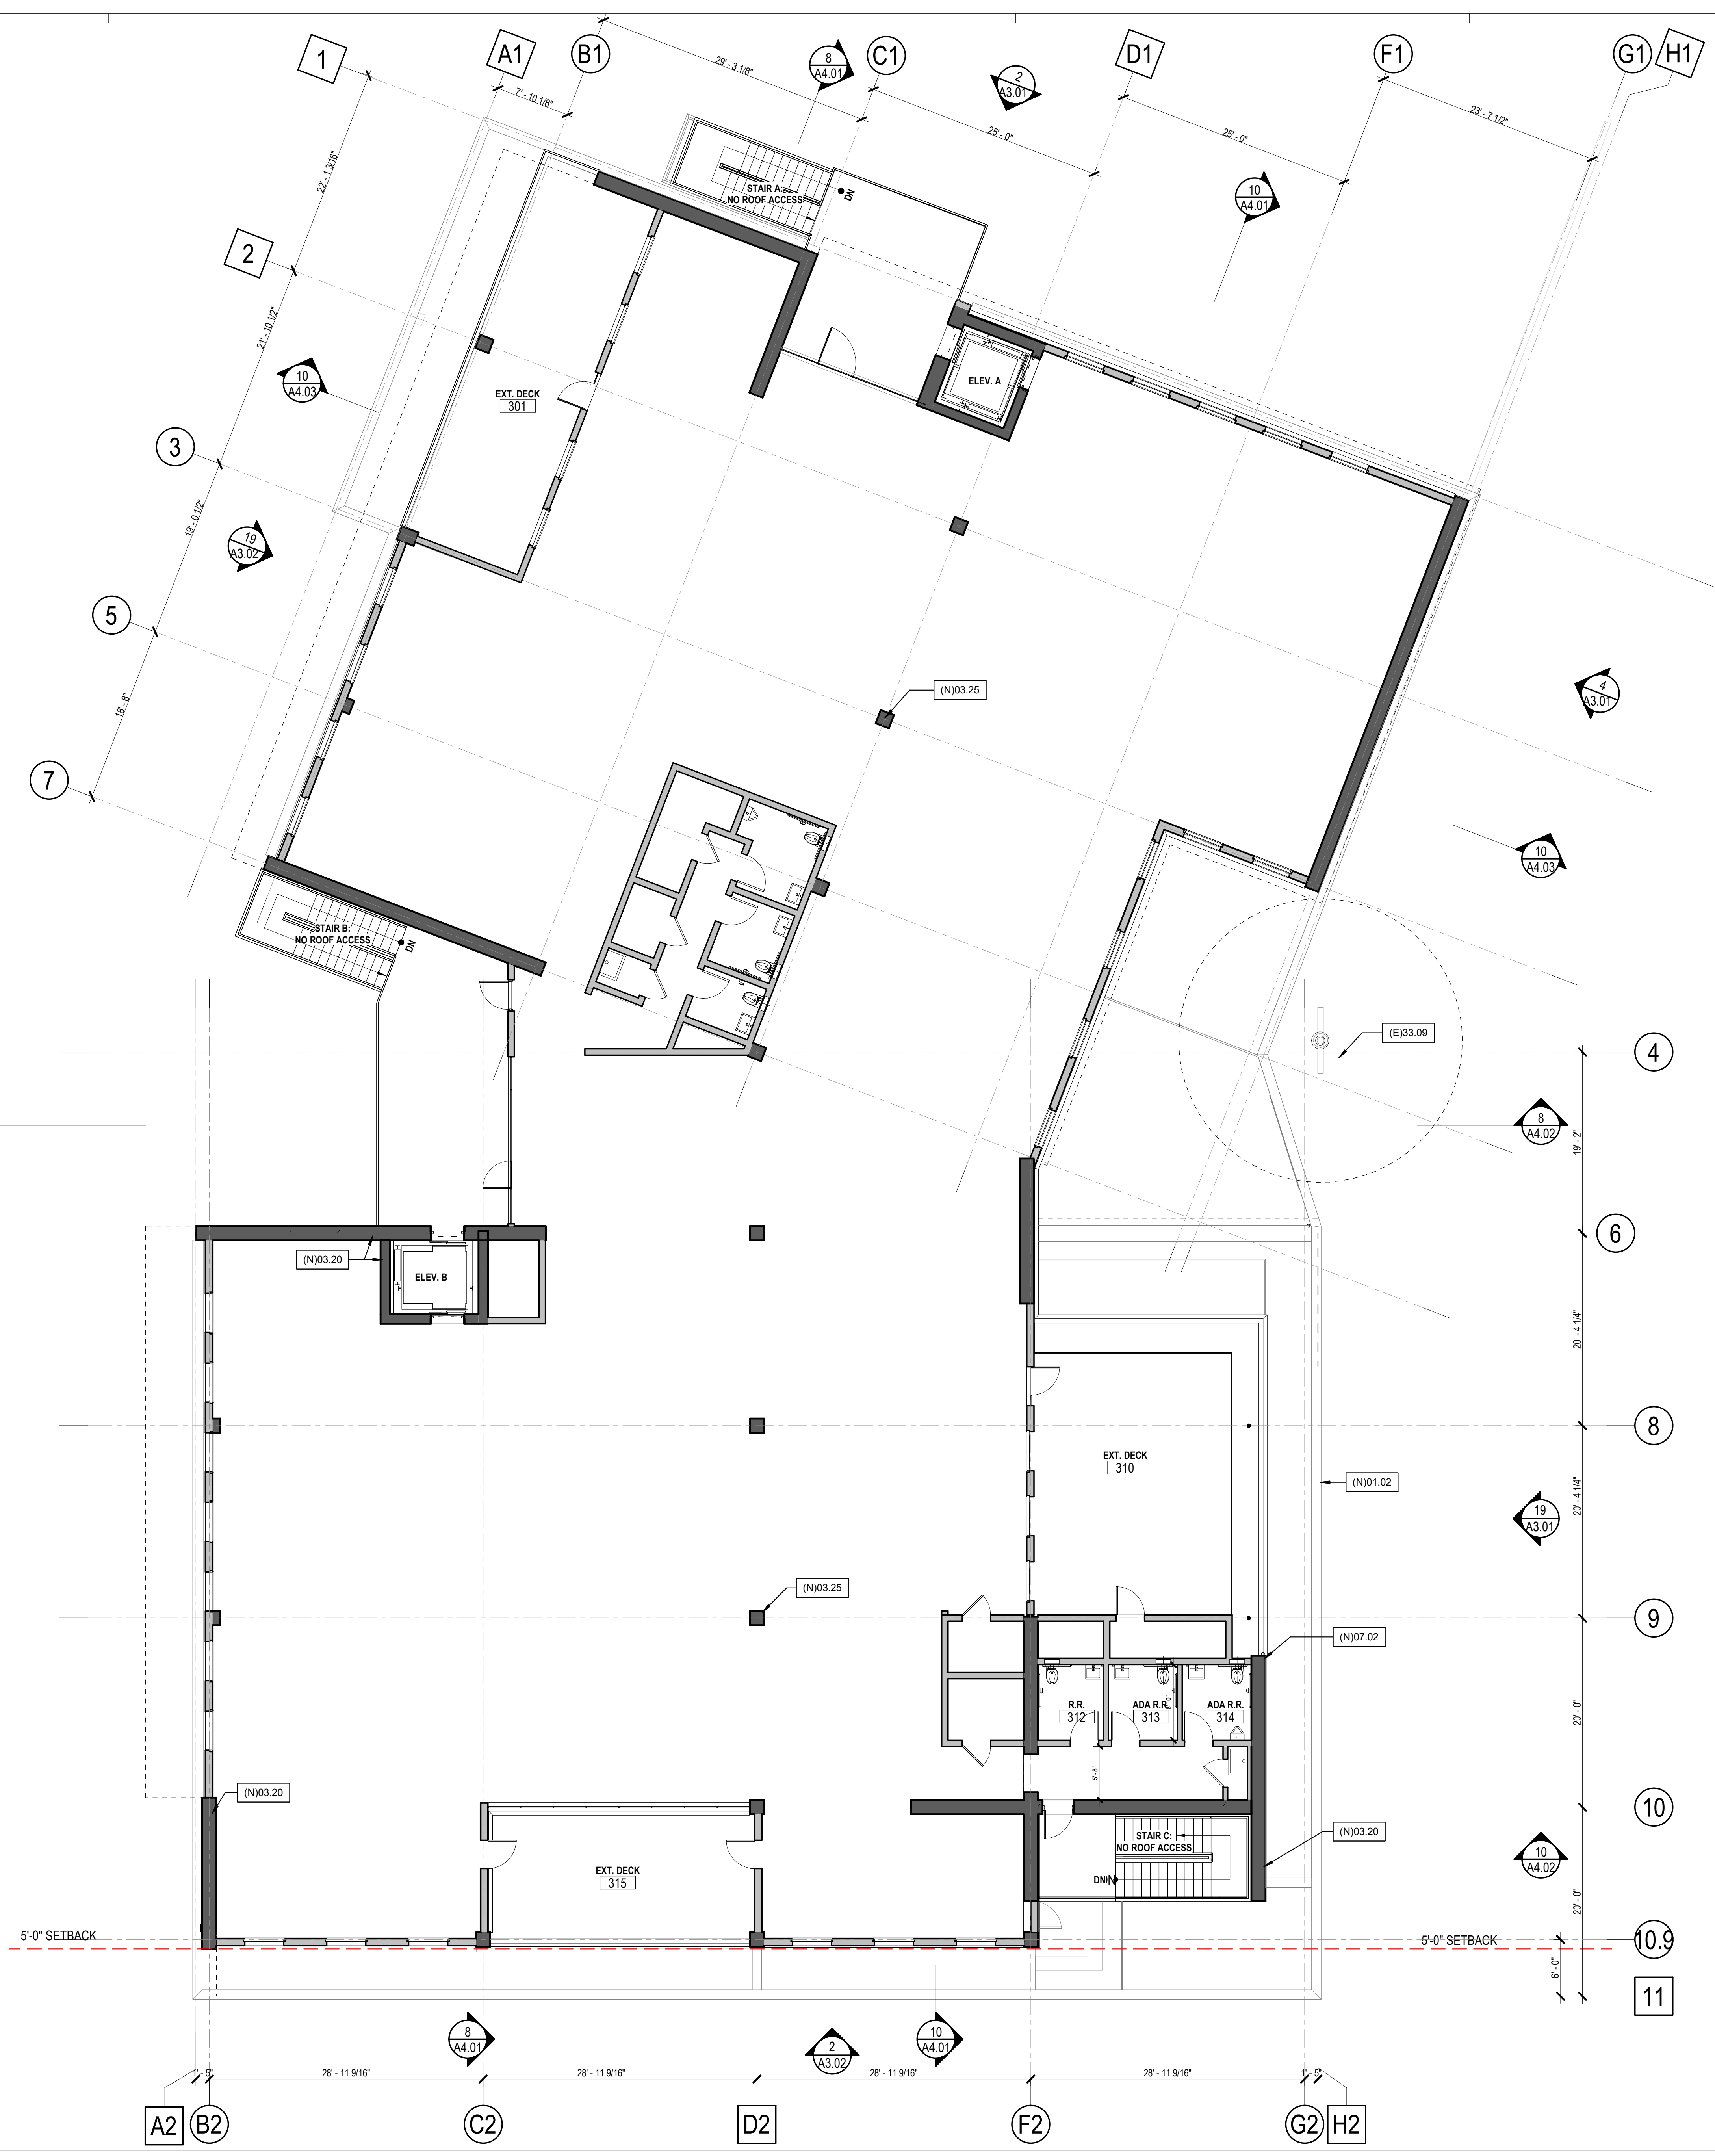 1
A1
B1
C1
D1
F1
G1
H1
29' - 3 1/8"
7' - 10 1/8"
8
A4.01
2
A3.01
25' - 0"
25' - 0"
23' - 7 1/2"
22' - 1 3/16"
STAIR A:
NO ROOF ACCESS
DN
10
A4.01
2
21' - 10 1/2"
10
A4.03
EXT. DECK
301
ELEV. A
3
19' - 0 1/2"
19
A3.02
5
18' - 8"
(N)03.25
4
A3.01
7
10
A4.03
STAIR B:
NO ROOF ACCESS
DN
(E)33.09
4
8
A4.02
19' - 2"
6
(N)03.20
ELEV. B
20' - 4 1/4"
8
EXT. DECK
310
(N)01.02
20' - 4 1/4"
19
A3.01
(N)03.25
9
(N)07.02
R.R.
312
ADA R.R.
313
ADA R.R.
314
20' - 0"
5' - 8"
(N)03.20
10
STAIR C:
NO ROOF ACCESS
DN
(N)03.20
10
A4.02
EXT. DECK
315
20' - 0"
5'-0" SETBACK
5'-0" SETBACK
10.9
6' - 0"
11
8
A4.01
2
A3.02
10
A4.01
1' - 5"
28' - 11 9/16"
28' - 11 9/16"
28' - 11 9/16"
28' - 11 9/16"
1' - 5"
A2
B2
C2
D2
F2
G2
H2